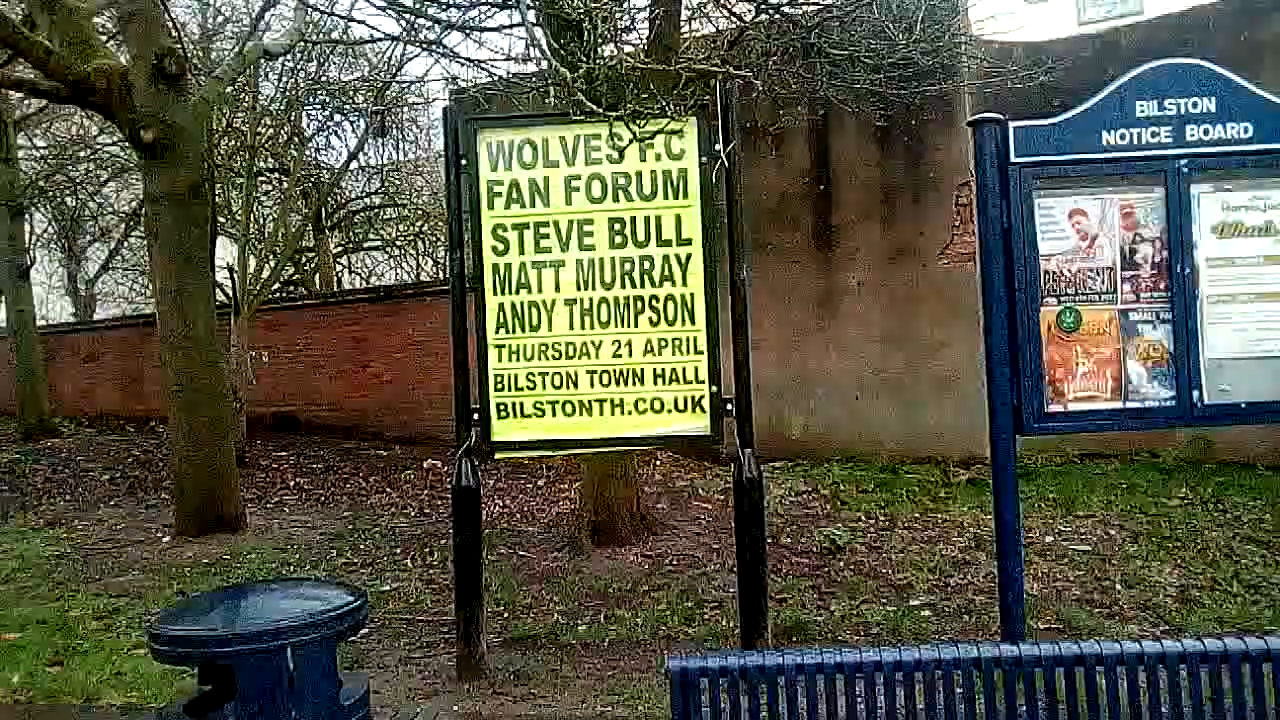 WOLVES F.C
FAN FORUM
STEVE BULL
MATT MURRAY
ANDY THOMPSON
THURSDAY 21 APRIL
BILSTON TOWN HALL
BILSTONTH.CO.UK
BILSTON
NOTICE BOARD